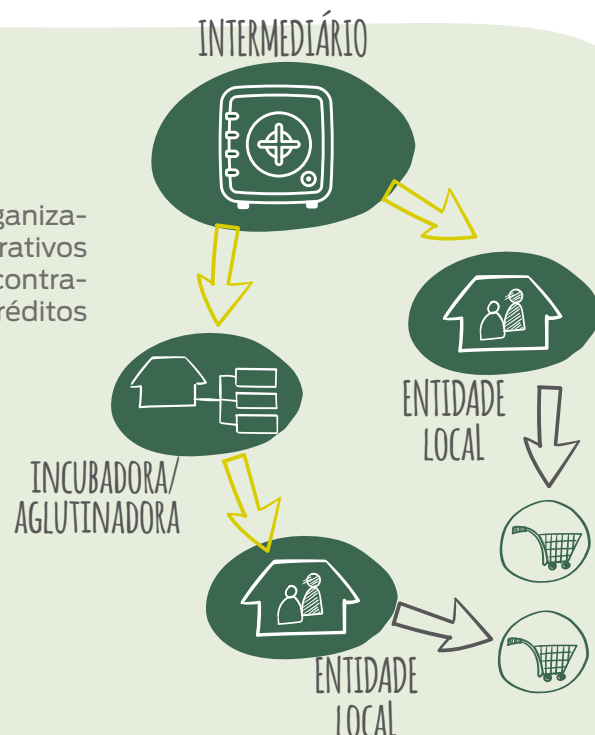 INTERMEDIÁRIO
ganiza-
rativos
contra-
réditos
ENTIDADE
LOCAL
INCUBADORA/
AGLUTINADORA
ENTIDADE
LOCAL